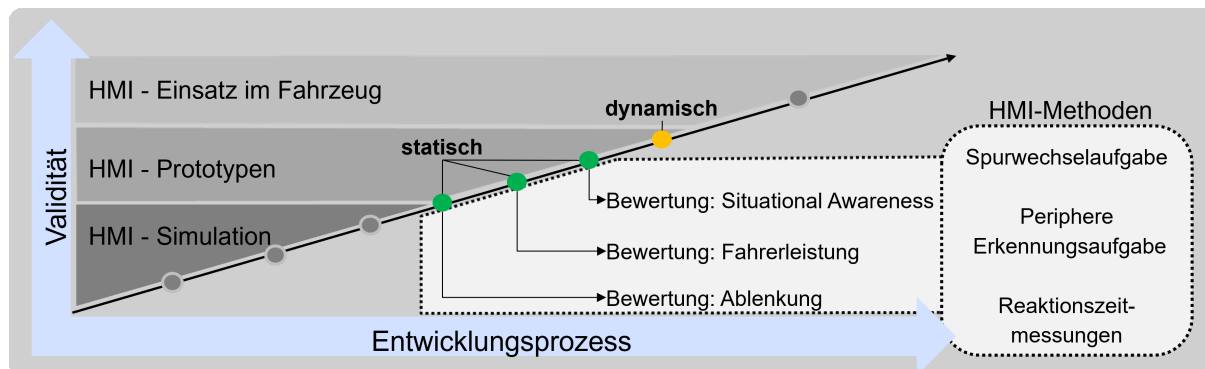 HMI - Einsatz im Fahrzeug
dynamisch
HMI-Methoden
statisch
HMI - Prototypen
Spurwechselaufgabe
Validität
Bewertung: Situational Awareness
Periphere
Erkennungsaufgabe
HMI - Simulation
Bewertung: Fahrerleistung
Bewertung: Ablenkung
Reaktionszeit-
messungen
Entwicklungsprozess